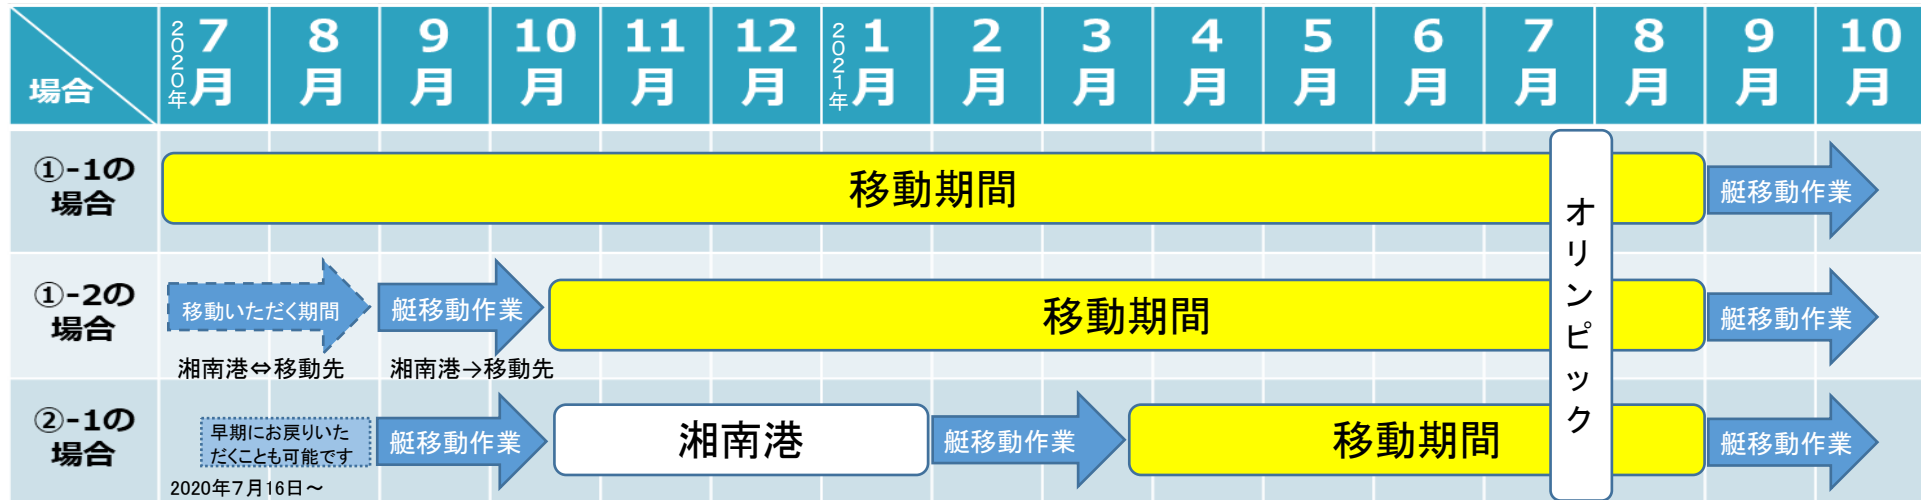 場合
2020年
7月
8月
9月
10月
11月
12月
2021年
1月
2月
3月
4月
5月
6月
7月
8月
9月
10月
①-1の
場合
移動期間
艇移動作業
オリンピック
①-2の
場合
移動いただく期間
艇移動作業
移動期間
艇移動作業
湘南港⇔移動先
湘南港→移動先
②-1の
場合
早期にお戻りいた
だくことも可能です
艇移動作業
湘南港
艇移動作業
移動期間
艇移動作業
2020年7月16日～